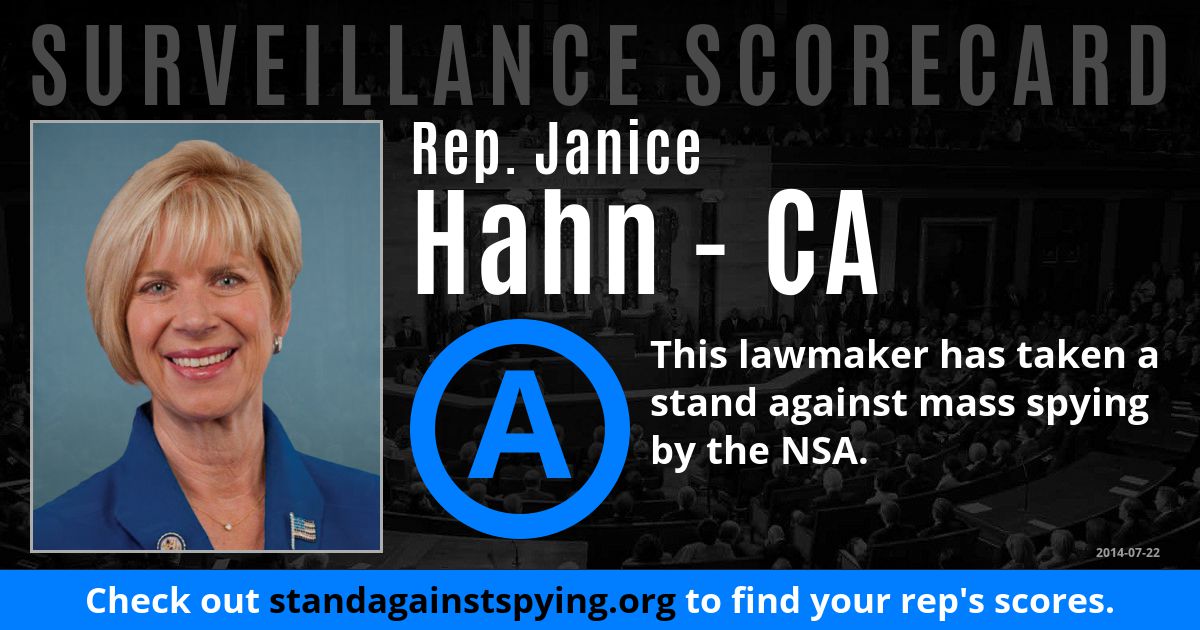 SURVEILLANCE SCORECARD
Rep. Janice
Hahn - CA
A
This lawmaker has taken a
stand against mass spying
by the NSA.
2014-07-22
Check out standagainstspying.org to find your rep's scores.